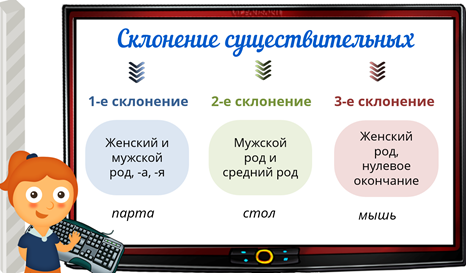 Склонение существительных
1-е склонение
2-е склонение
3-е склонение
Женский и
мужской
род, -а, -я
Мужской
род и
средний род
Женский
род,
нулевое
окончание
парта
стол
мышь